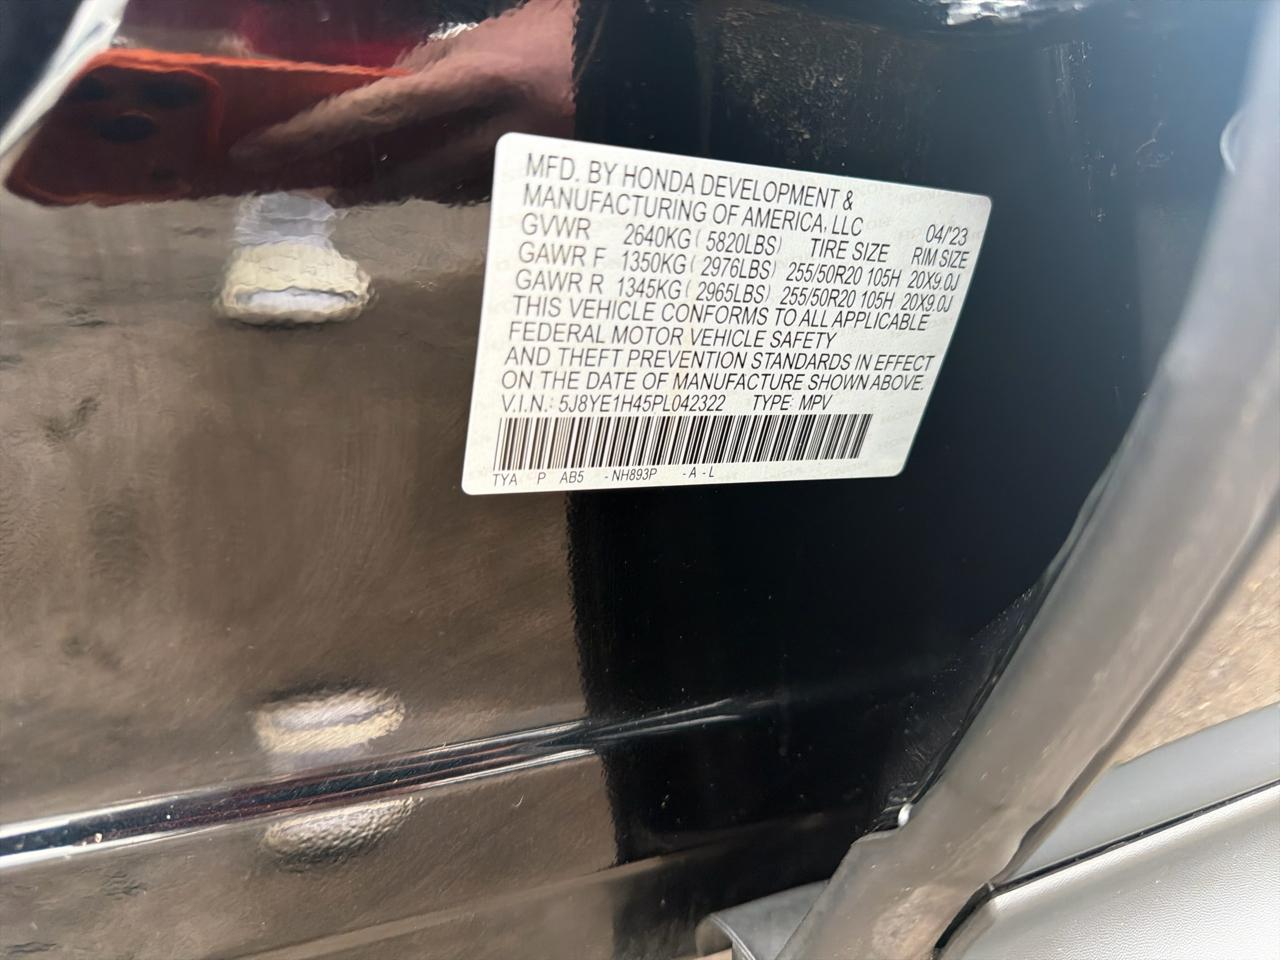 MFD. BY HONDA DEVELOPMENT &
MANUFACTURING OF AMERICA, LLC 04/'23
GVWR 2640KG ( 5820LBS) TIRE SIZE RIM SIZE
GAWR F 1350KG ( 2976LBS) 255/50R20 105H 20X9.0J
GAWR R 1345KG ( 2965LBS) 255/50R20 105H 20X9.0J
THIS VEHICLE CONFORMS TO ALL APPLICABLE
FEDERAL MOTOR VEHICLE SAFETY
AND THEFT PREVENTION STANDARDS IN EFFECT
ON THE DATE OF MANUFACTURE SHOWN ABOVE.
V.I.N.: 5J8YE1H45PL042322 TYPE: MPV
TYA P AB5 - NH893P - A - L